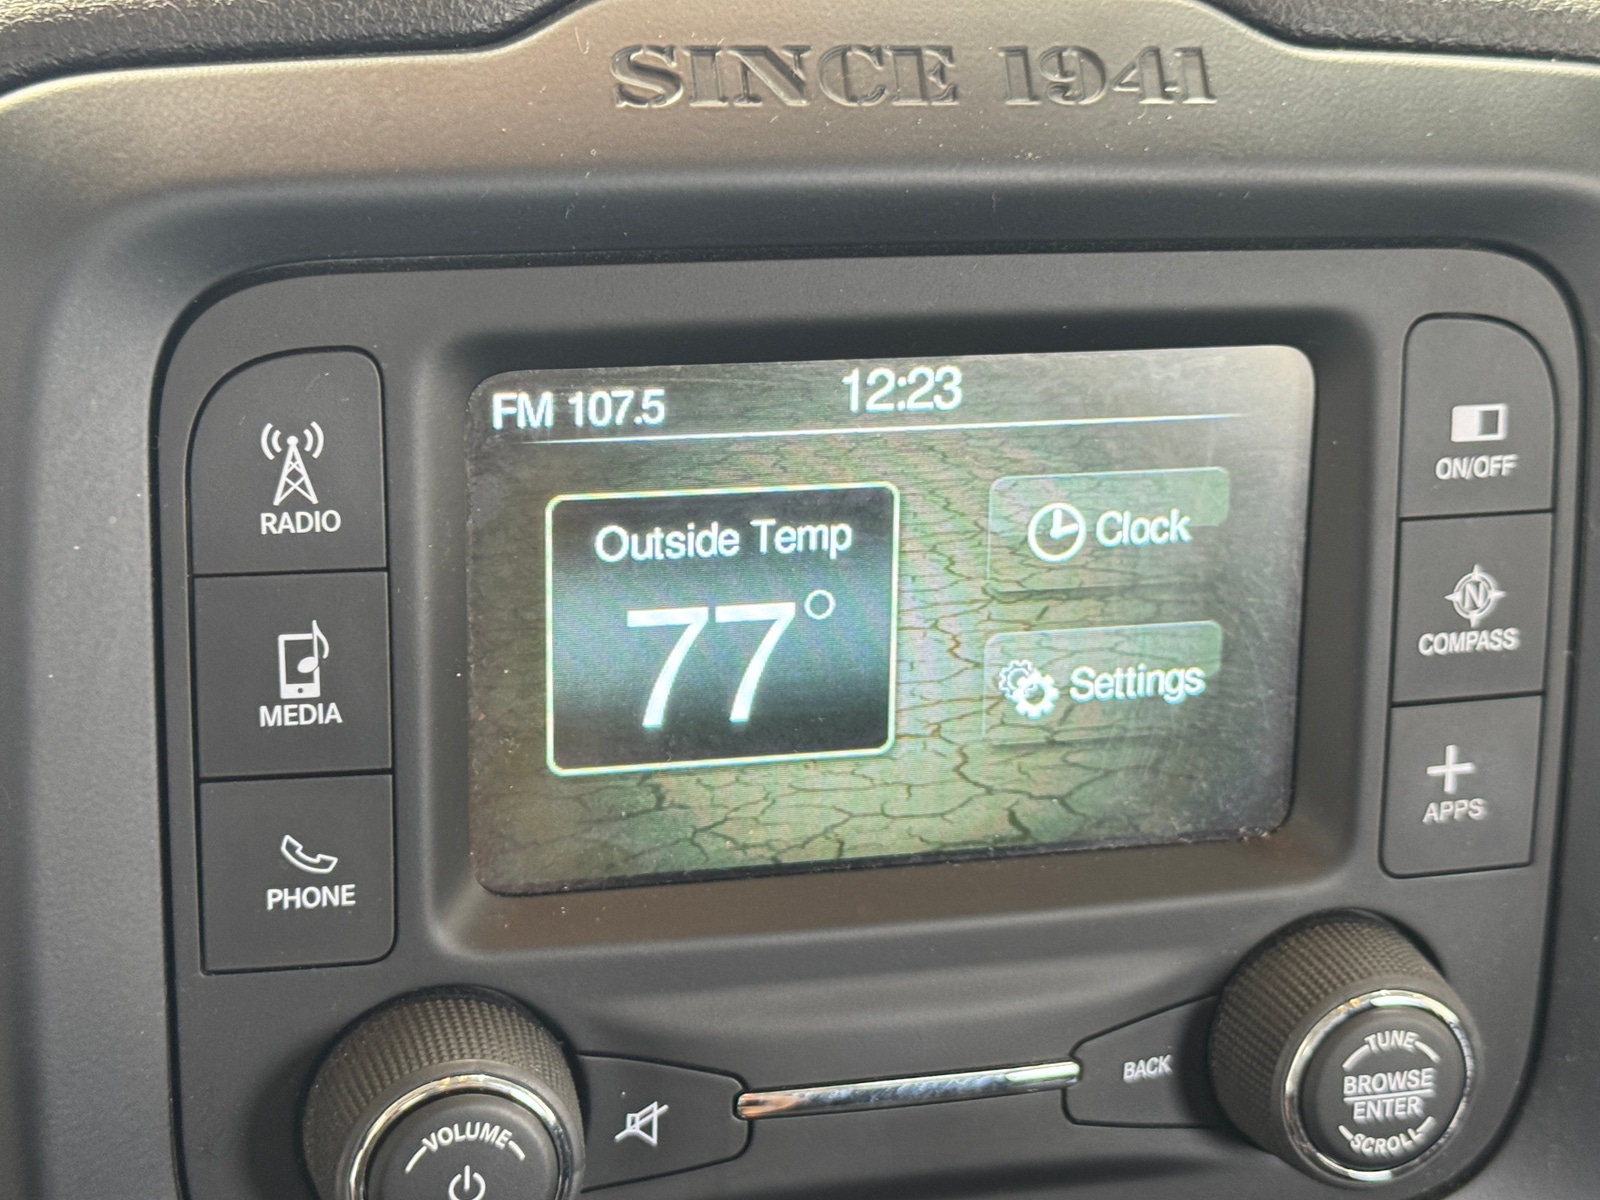 SINCE 1941
FM 107.5
12:23
Outside Temp
77°
Clock
Settings
RADIO
MEDIA
PHONE
ON/OFF
N
COMPASS
APPS
VOLUME
BACK
TUNE
BROWSE
ENTER
SCROLL